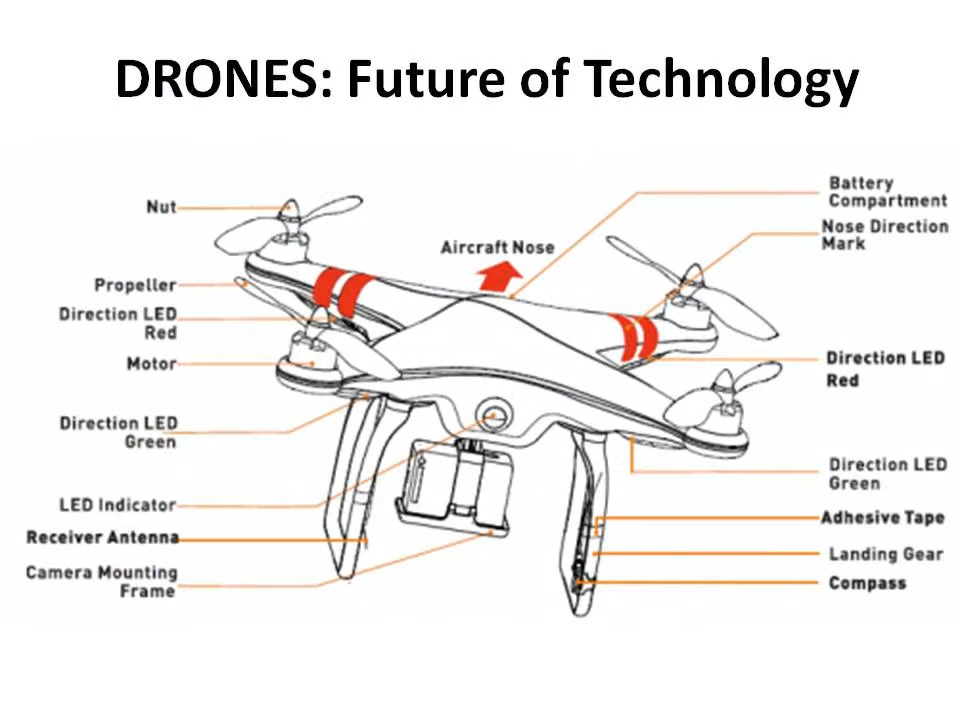 DRONES: Future of Technology
Nut
Aircraft Nose
Battery
Compartment
Nose Direction
Mark
Propeller
Direction LED
Red
Motor
Direction LED
Red
Direction LED
Green
Direction LED
Green
LED Indicator
Adhesive Tape
Receiver Antenna
Landing Gear
Camera Mounting
Frame
Compass